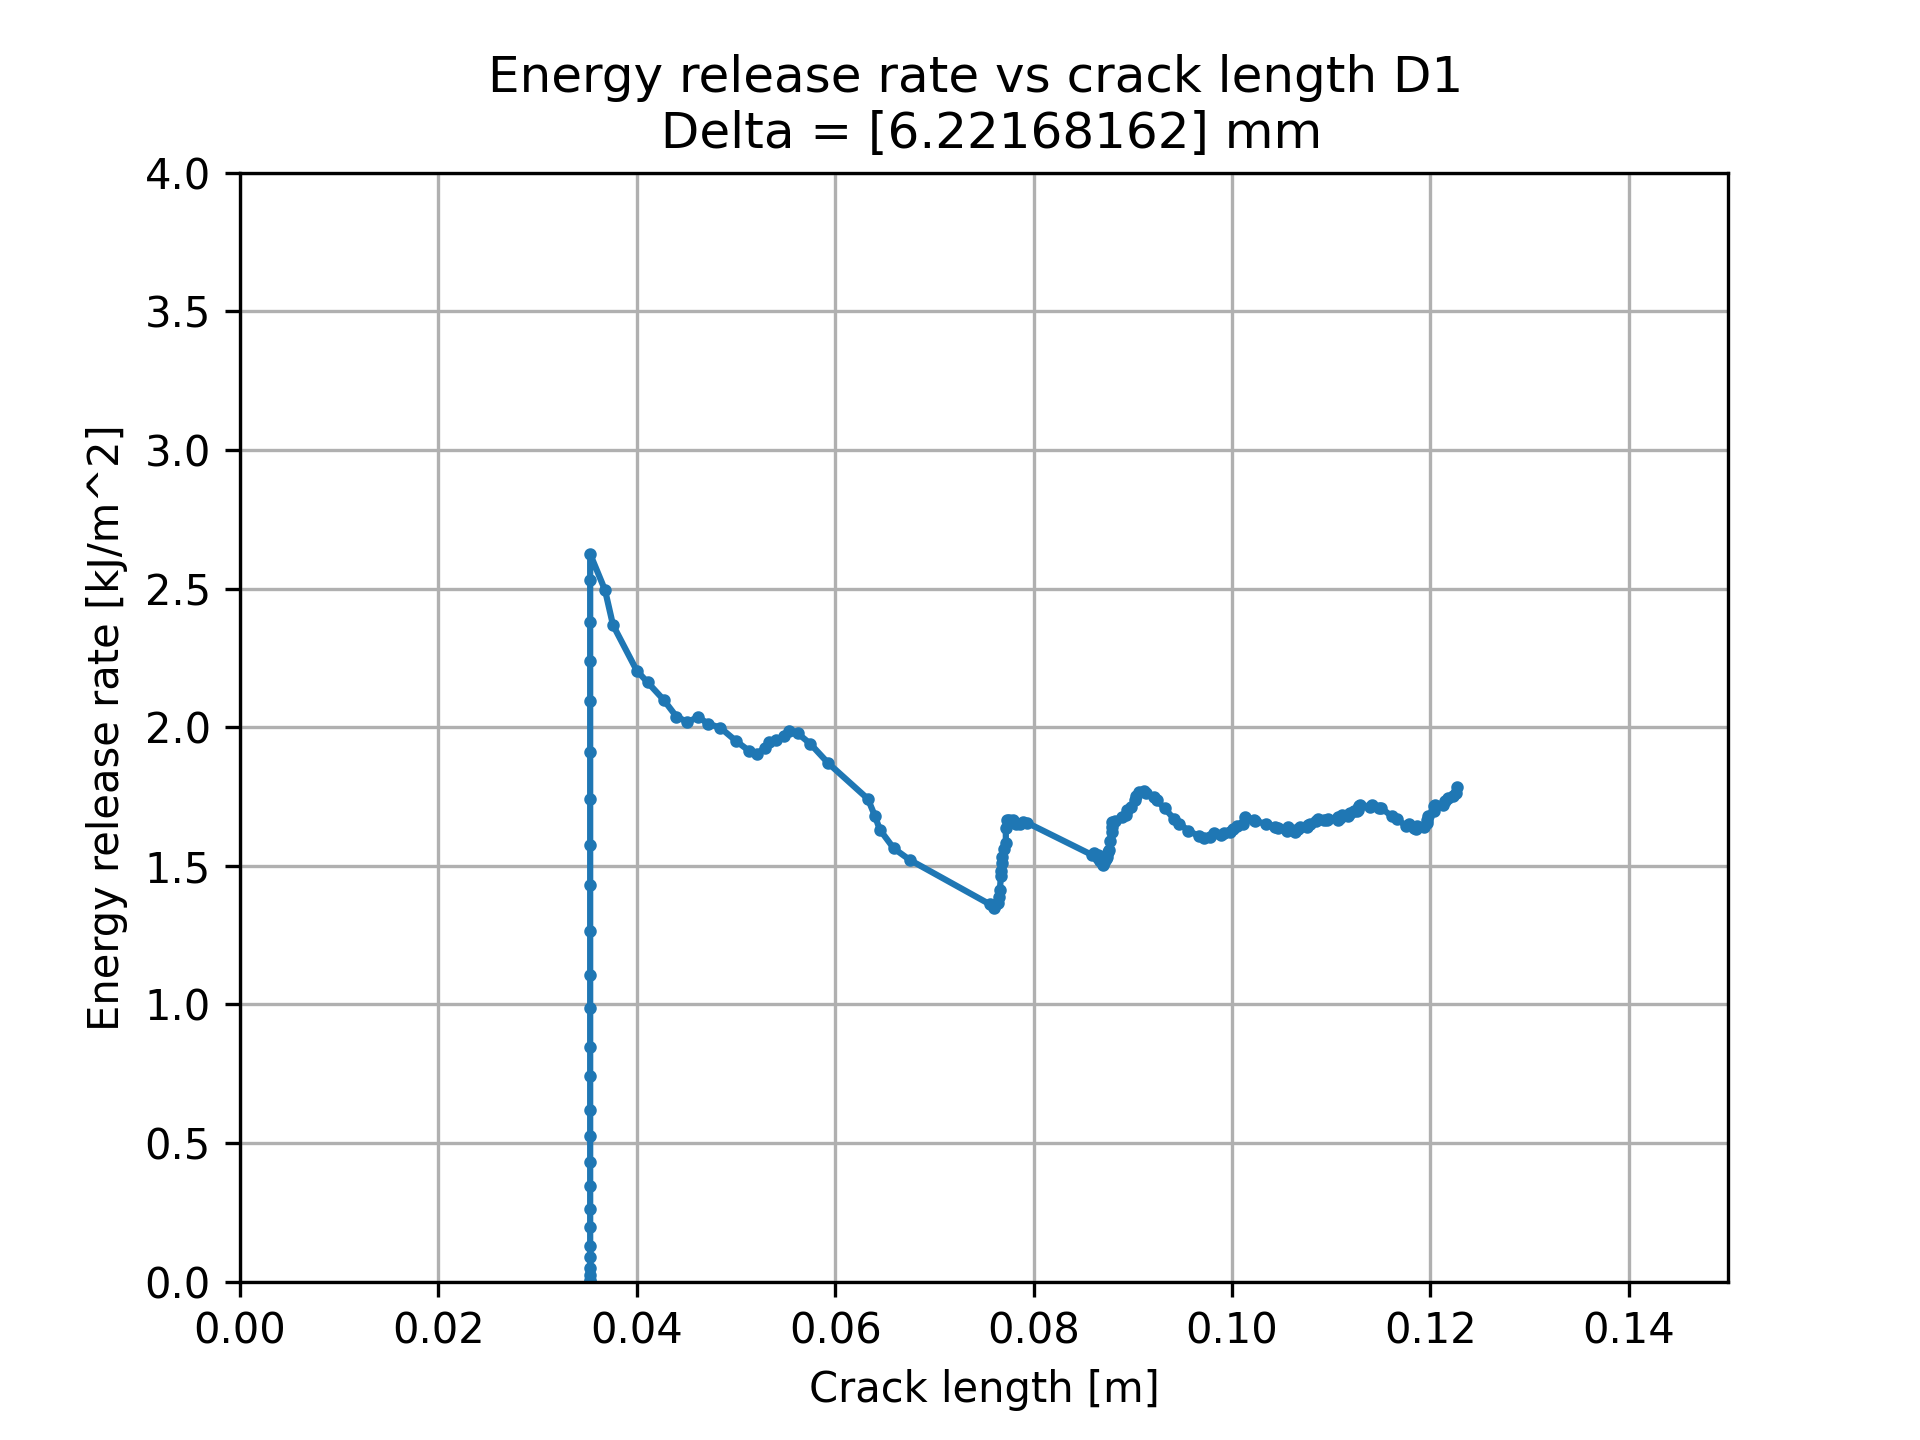 Energy release rate vs crack length D1
Delta = [6.22168162] mm
Energy release rate [kJ/m^2]
4.0
3.5
3.0
2.5
2.0
1.5
1.0
0.5
0.0
0.00 0.02 0.04 0.06 0.08 0.10 0.12 0.14
Crack length [m]